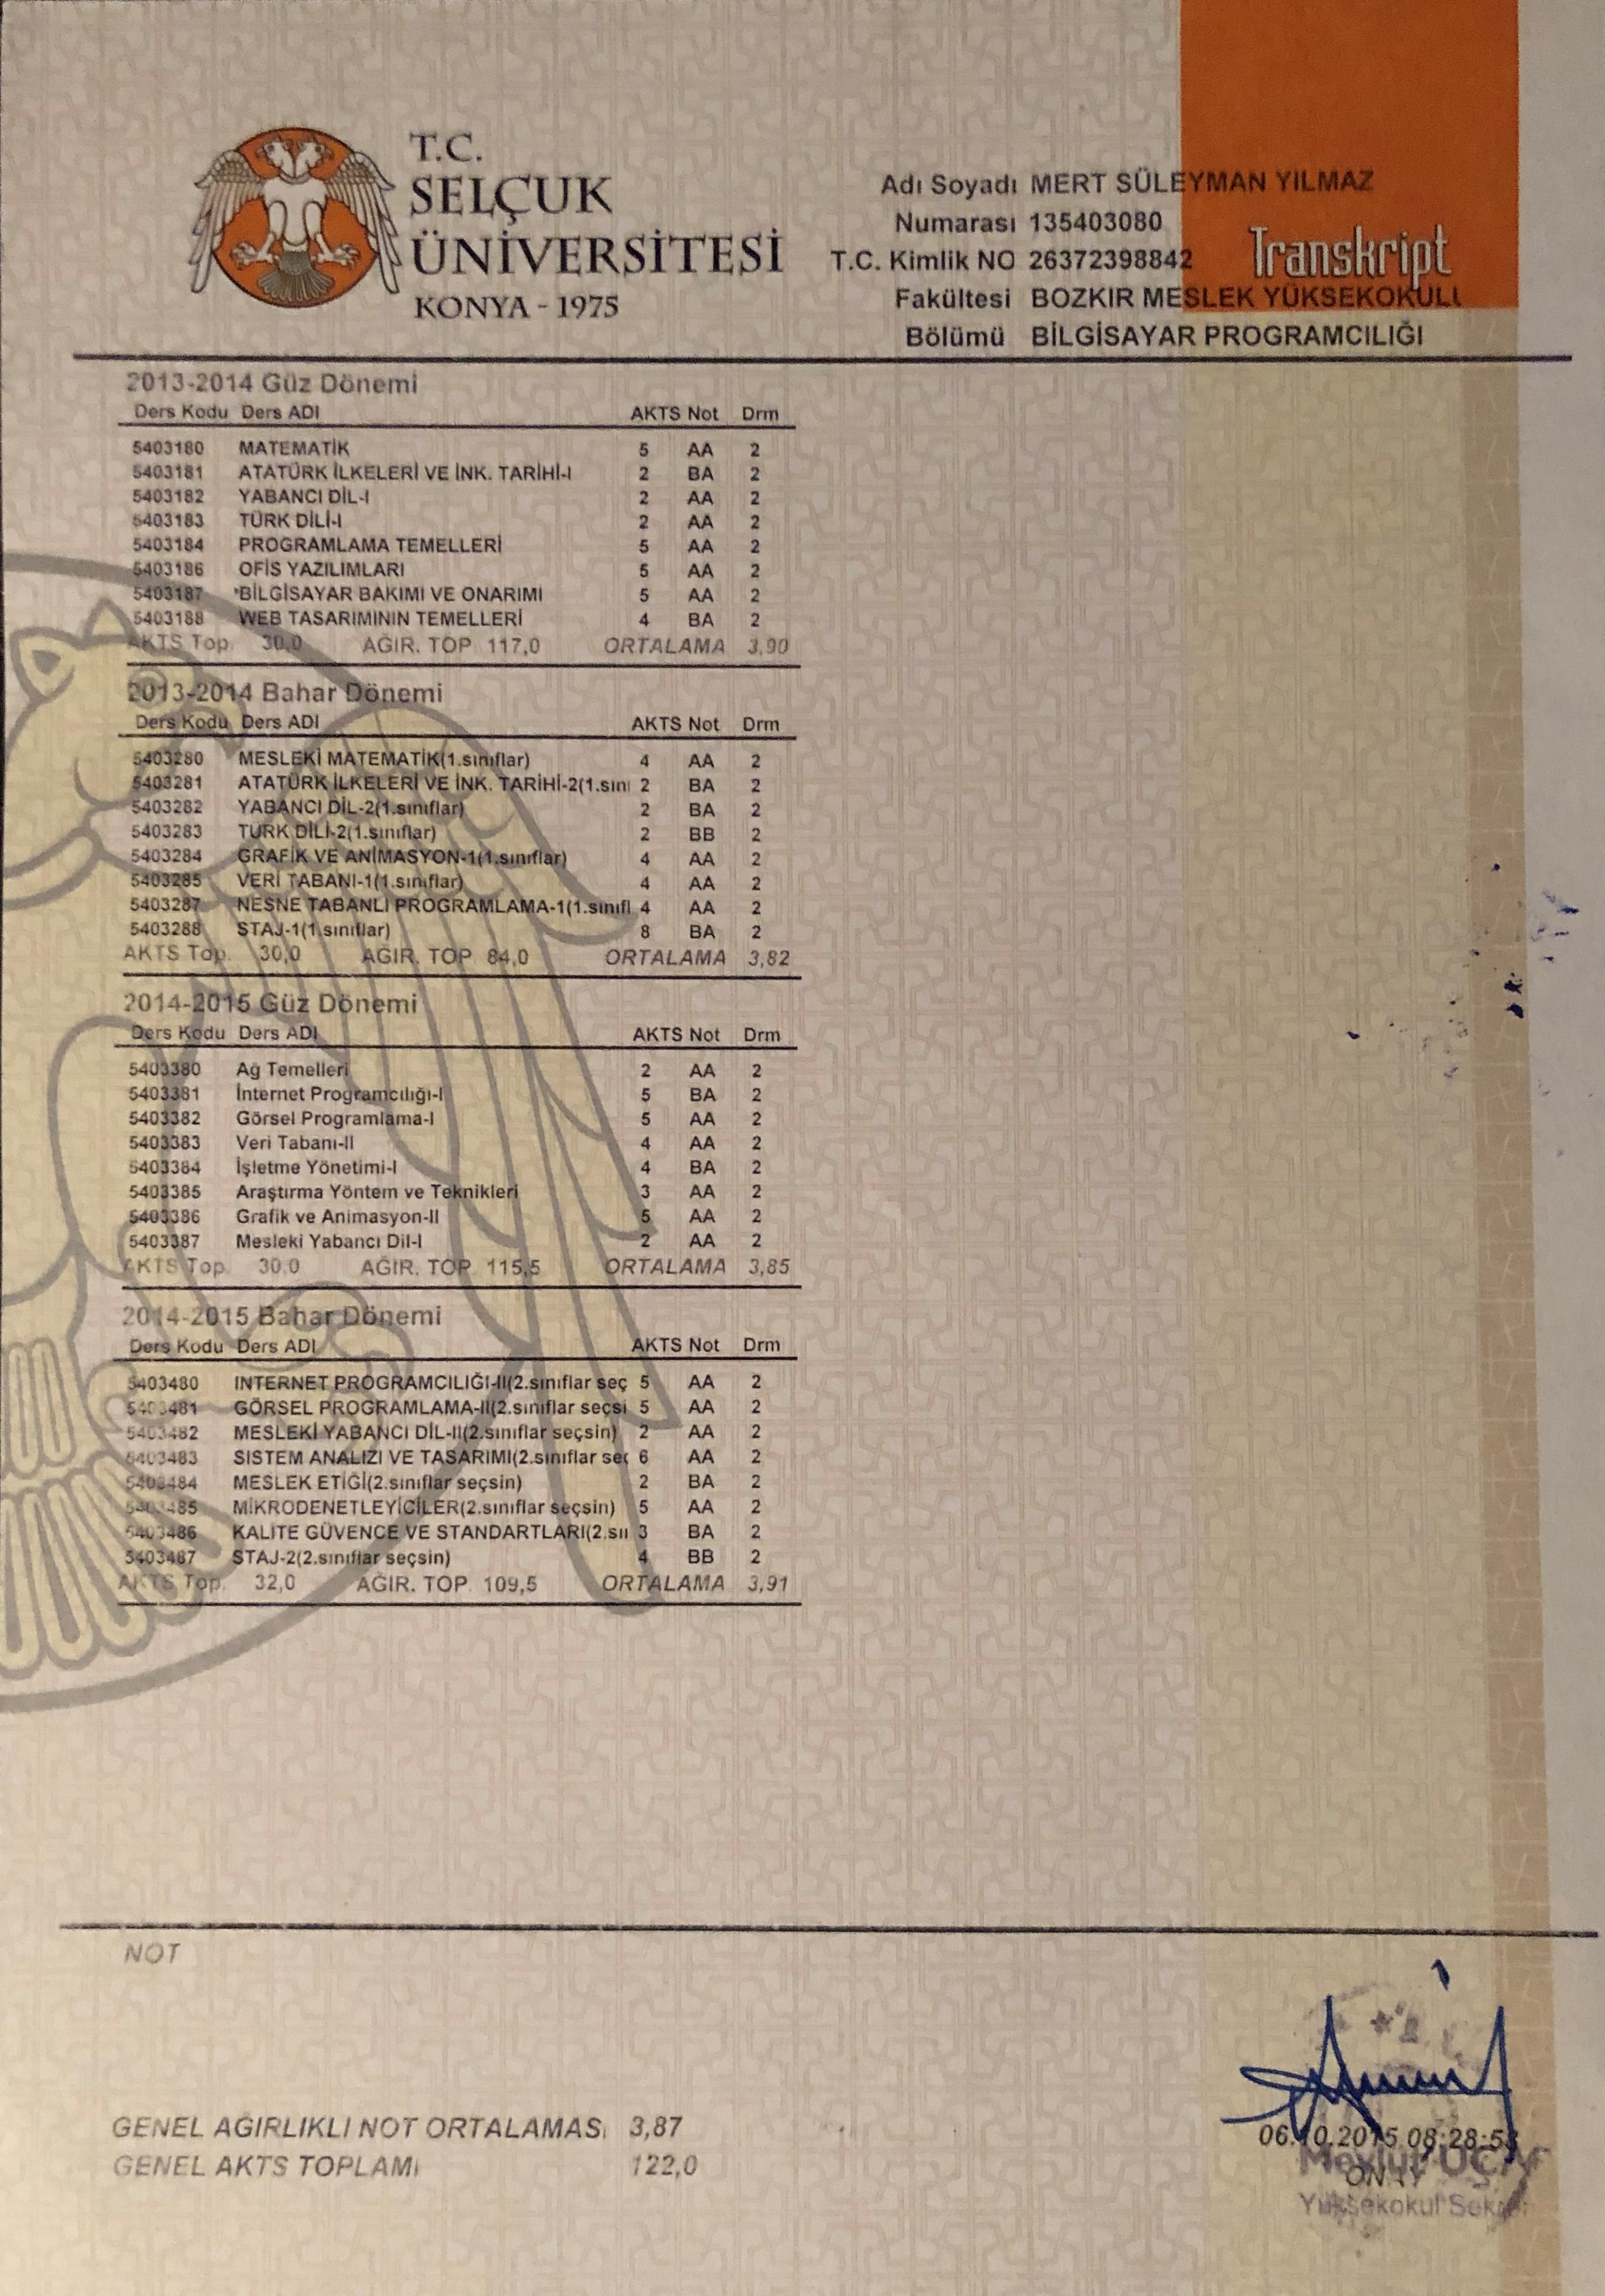 T.C.
SELÇUK
ÜNİVERSİTESİ
KONYA - 1975
Adı Soyadı MERT SÜLEYMAN YILMAZ
Numarası 135403080
T.C. Kimlik NO 26372398842
Transkript
Fakültesi BOZKIR MESLEK YÜKSEKOKULU
Bölümü BİLGİSAYAR PROGRAMCILIĞI
2013-2014 Güz Dönemi
Ders Kodu Ders ADI AKTS Not Drm
5403180 MATEMATİK 5 AA 2
5403181 ATATÜRK İLKELERİ VE İNK. TARİHİ-I 2 BA 2
5403182 YABANCI DİL-I 2 AA 2
5403183 TÜRK DİLİ-I 2 AA 2
5403184 PROGRAMLAMA TEMELLERİ 5 AA 2
5403186 OFİS YAZILIMLARI 5 AA 2
5403187 BİLGİSAYAR BAKIMI VE ONARIMI 5 AA 2
5403188 WEB TASARIMININ TEMELLERİ 4 BA 2
AKTS Top. 30,0 AĞIR. TOP. 117,0 ORTALAMA 3,90
2013-2014 Bahar Dönemi
Ders Kodu Ders ADI AKTS Not Drm
5403280 MESLEKİ MATEMATİK(1.sınıflar) 4 AA 2
5403281 ATATÜRK İLKELERİ VE İNK. TARİHİ-2(1.sını 2 BA 2
5403282 YABANCI DİL-2(1.sınıflar) 2 BA 2
5403283 TÜRK DİLİ-2(1.sınıflar) 2 BB 2
5403284 GRAFİK VE ANİMASYON-1(1.sınıflar) 4 AA 2
5403285 VERİ TABANI-1(1.sınıflar) 4 AA 2
5403287 NESNE TABANLI PROGRAMLAMA-1(1.sınıfl 4 AA 2
5403288 STAJ-1(1.sınıflar) 8 BA 2
AKTS Top. 30,0 AĞIR. TOP. 84,0 ORTALAMA 3,82
2014-2015 Güz Dönemi
Ders Kodu Ders ADI AKTS Not Drm
5403380 Ağ Temelleri 2 AA 2
5403381 İnternet Programcılığı-I 5 BA 2
5403382 Görsel Programlama-I 5 AA 2
5403383 Veri Tabanı-II 4 AA 2
5403384 İşletme Yönetimi-I 4 BA 2
5403385 Araştırma Yöntem ve Teknikleri 3 AA 2
5403386 Grafik ve Animasyon-II 5 AA 2
5403387 Mesleki Yabancı Dil-I 2 AA 2
AKTS Top. 30,0 AĞIR. TOP. 115,5 ORTALAMA 3,85
2014-2015 Bahar Dönemi
Ders Kodu Ders ADI AKTS Not Drm
5403480 İNTERNET PROGRAMCILIĞI-II(2.sınıflar seç 5 AA 2
5403481 GÖRSEL PROGRAMLAMA-II(2.sınıflar seçsi 5 AA 2
5403482 MESLEKİ YABANCI DİL-II(2.sınıflar seçsin) 2 AA 2
5403483 SİSTEM ANALİZİ VE TASARIMI(2.sınıflar seç 6 AA 2
5403484 MESLEK ETİĞİ(2.sınıflar seçsin) 2 BA 2
5403485 MİKRODENETLEYİCİLER(2.sınıflar seçsin) 5 AA 2
5403486 KALİTE GÜVENCE VE STANDARTLARI(2.sın 3 BA 2
5403487 STAJ-2(2.sınıflar seçsin) 4 BB 2
AKTS Top. 32,0 AĞIR. TOP. 109,5 ORTALAMA 3,91
NOT
GENEL AĞIRLIKLI NOT ORTALAMASI 3,87
GENEL AKTS TOPLAMI 122,0
06.10.2015
Mevlüt
ONAY
Yüksekokul